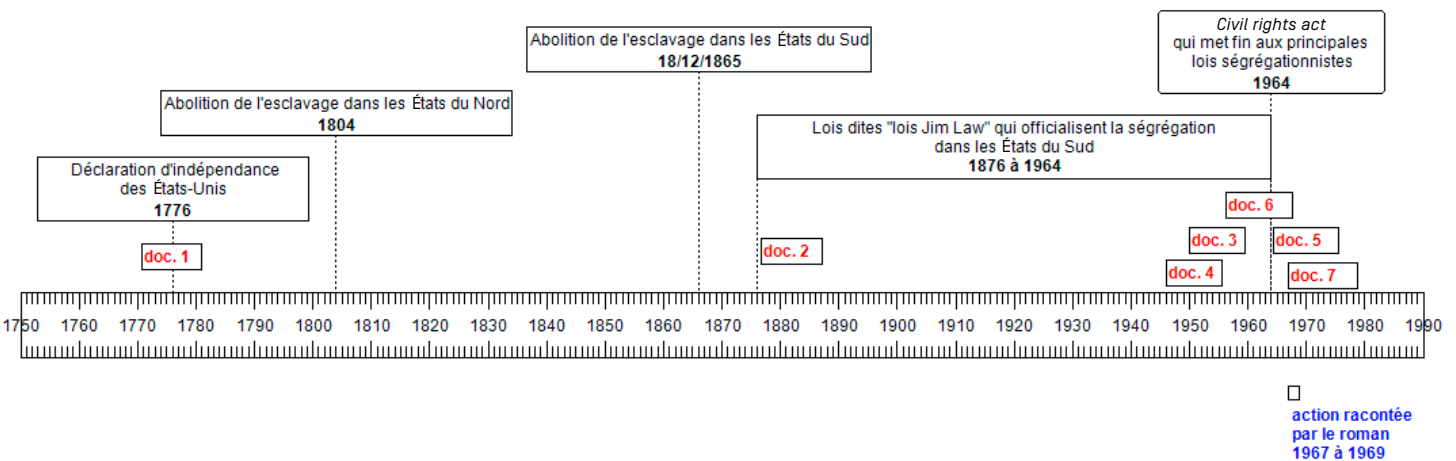 Déclaration d'indépendance
des États-Unis
1776
Abolition de l'esclavage dans les États du Nord
1804
Abolition de l'esclavage dans les États du Sud
18/12/1865
Lois dites "lois Jim Law" qui officialisent la ségrégation
dans les États du Sud
1876 à 1964
Civil rights act
qui met fin aux principales
lois ségrégationnistes
1964
doc. 1
doc. 2
doc. 6
doc. 3
doc. 5
doc. 4
doc. 7
1750 1760 1770 1780 1790 1800 1810 1820 1830 1840 1850 1860 1870 1880 1890 1900 1910 1920 1930 1940 1950 1960 1970 1980 1990
action racontée
par le roman
1967 à 1969